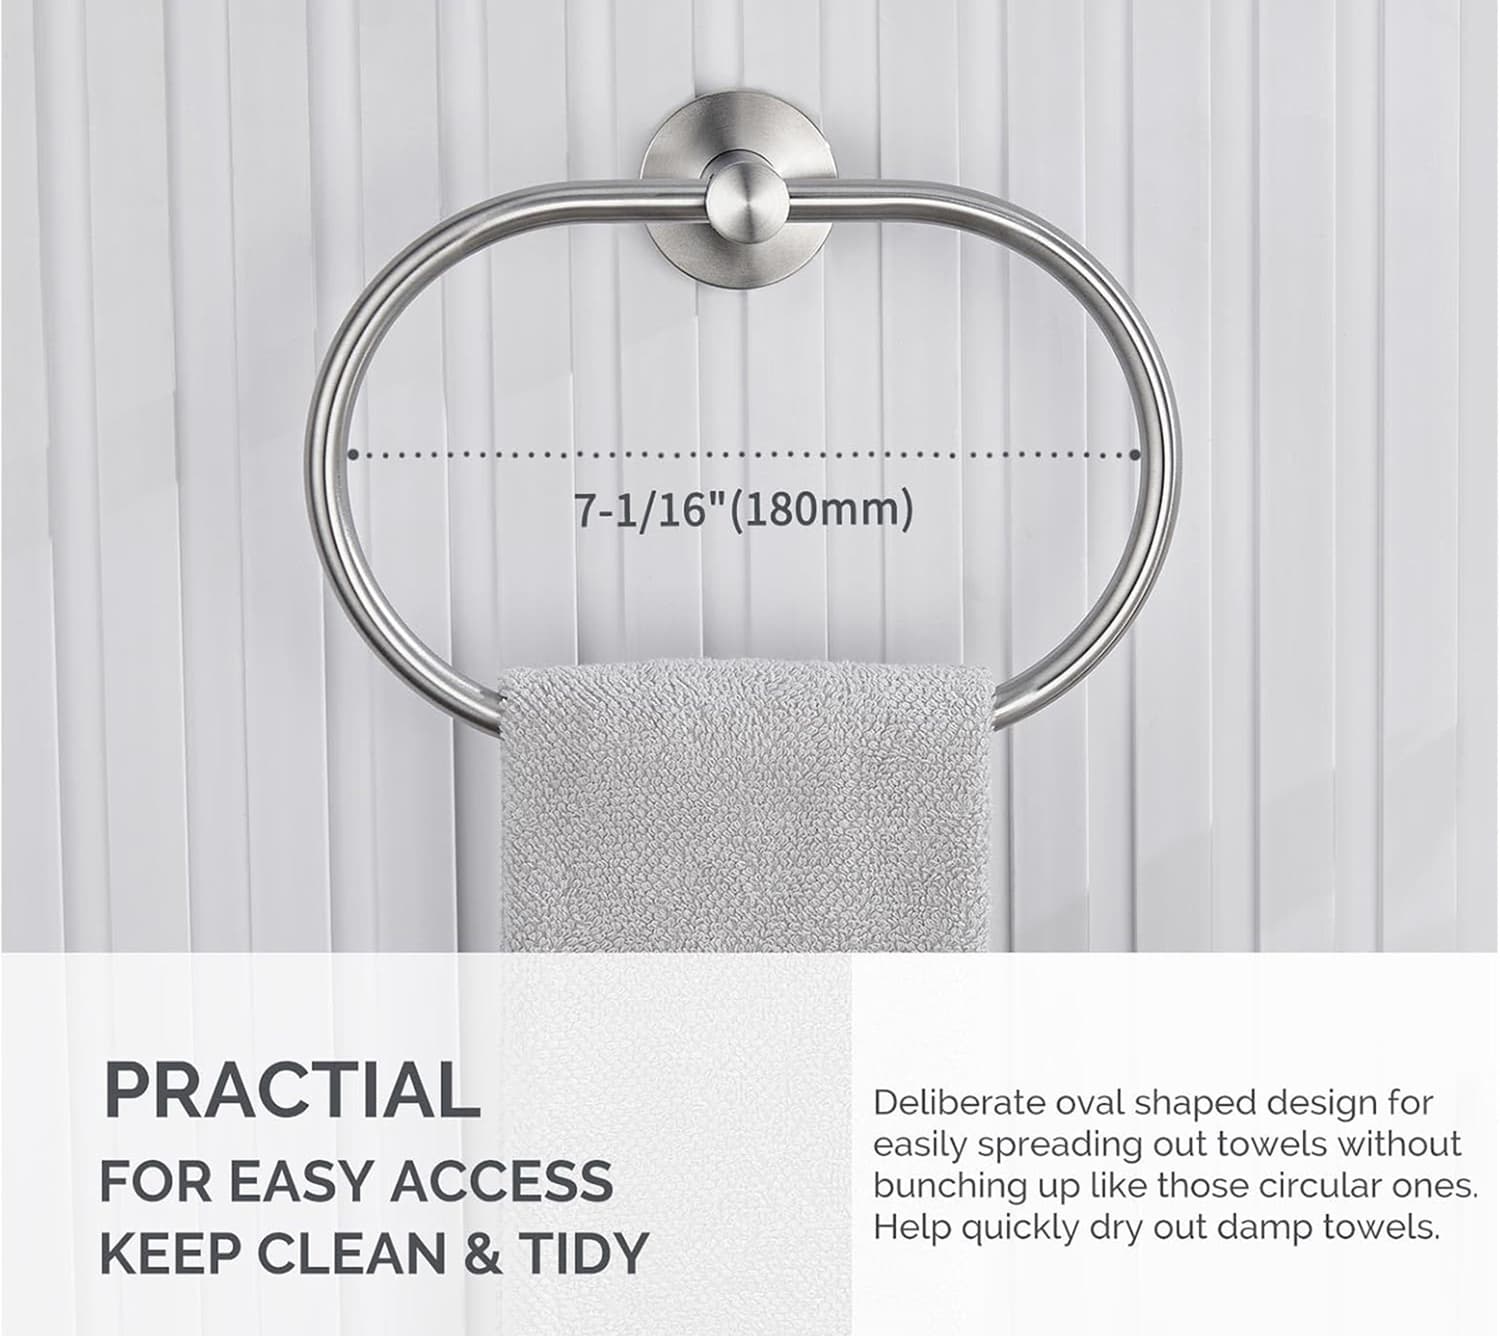 7-1/16"(180mm)
PRACTIAL
FOR EASY ACCESS
KEEP CLEAN & TIDY
Deliberate oval shaped design for
easily spreading out towels without
bunching up like those circular ones.
Help quickly dry out damp towels.